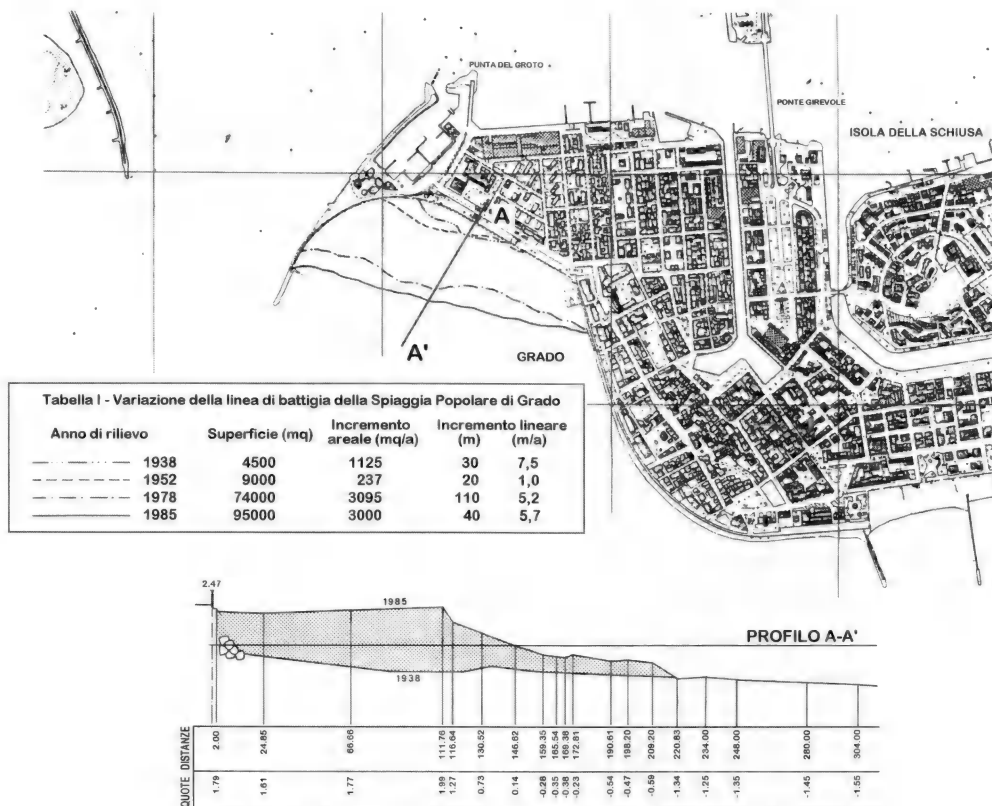 PUNTA DEL GROTO
PONTE GIREVOLE
ISOLA DELLA SCHIUSA
A
A'
GRADO
Tabella I - Variazione della linea di battigia della Spiaggia Popolare di Grado
Anno di rilievo Superficie (mq) Incremento areale (mq/a) Incremento lineare (m) (m/a)
1938 4500 1125 30 7,5
1952 9000 237 20 1,0
1978 74000 3095 110 5,2
1985 95000 3000 40 5,7
2.47
1985
PROFILO A-A'
1938
DISTANZE 2.00 24.85 66.66 111.76 116.64 130.52 146.62 159.35 165.54 169.38 172.81 190.61 198.20 209.20 220.83 234.00 248.00 280.00 304.00
QUOTE 1.79 1.61 1.77 1.99 1.27 0.73 0.14 -0.28 -0.35 -0.38 -0.23 -0.54 -0.47 -0.59 -1.34 -1.25 -1.35 -1.45 -1.55